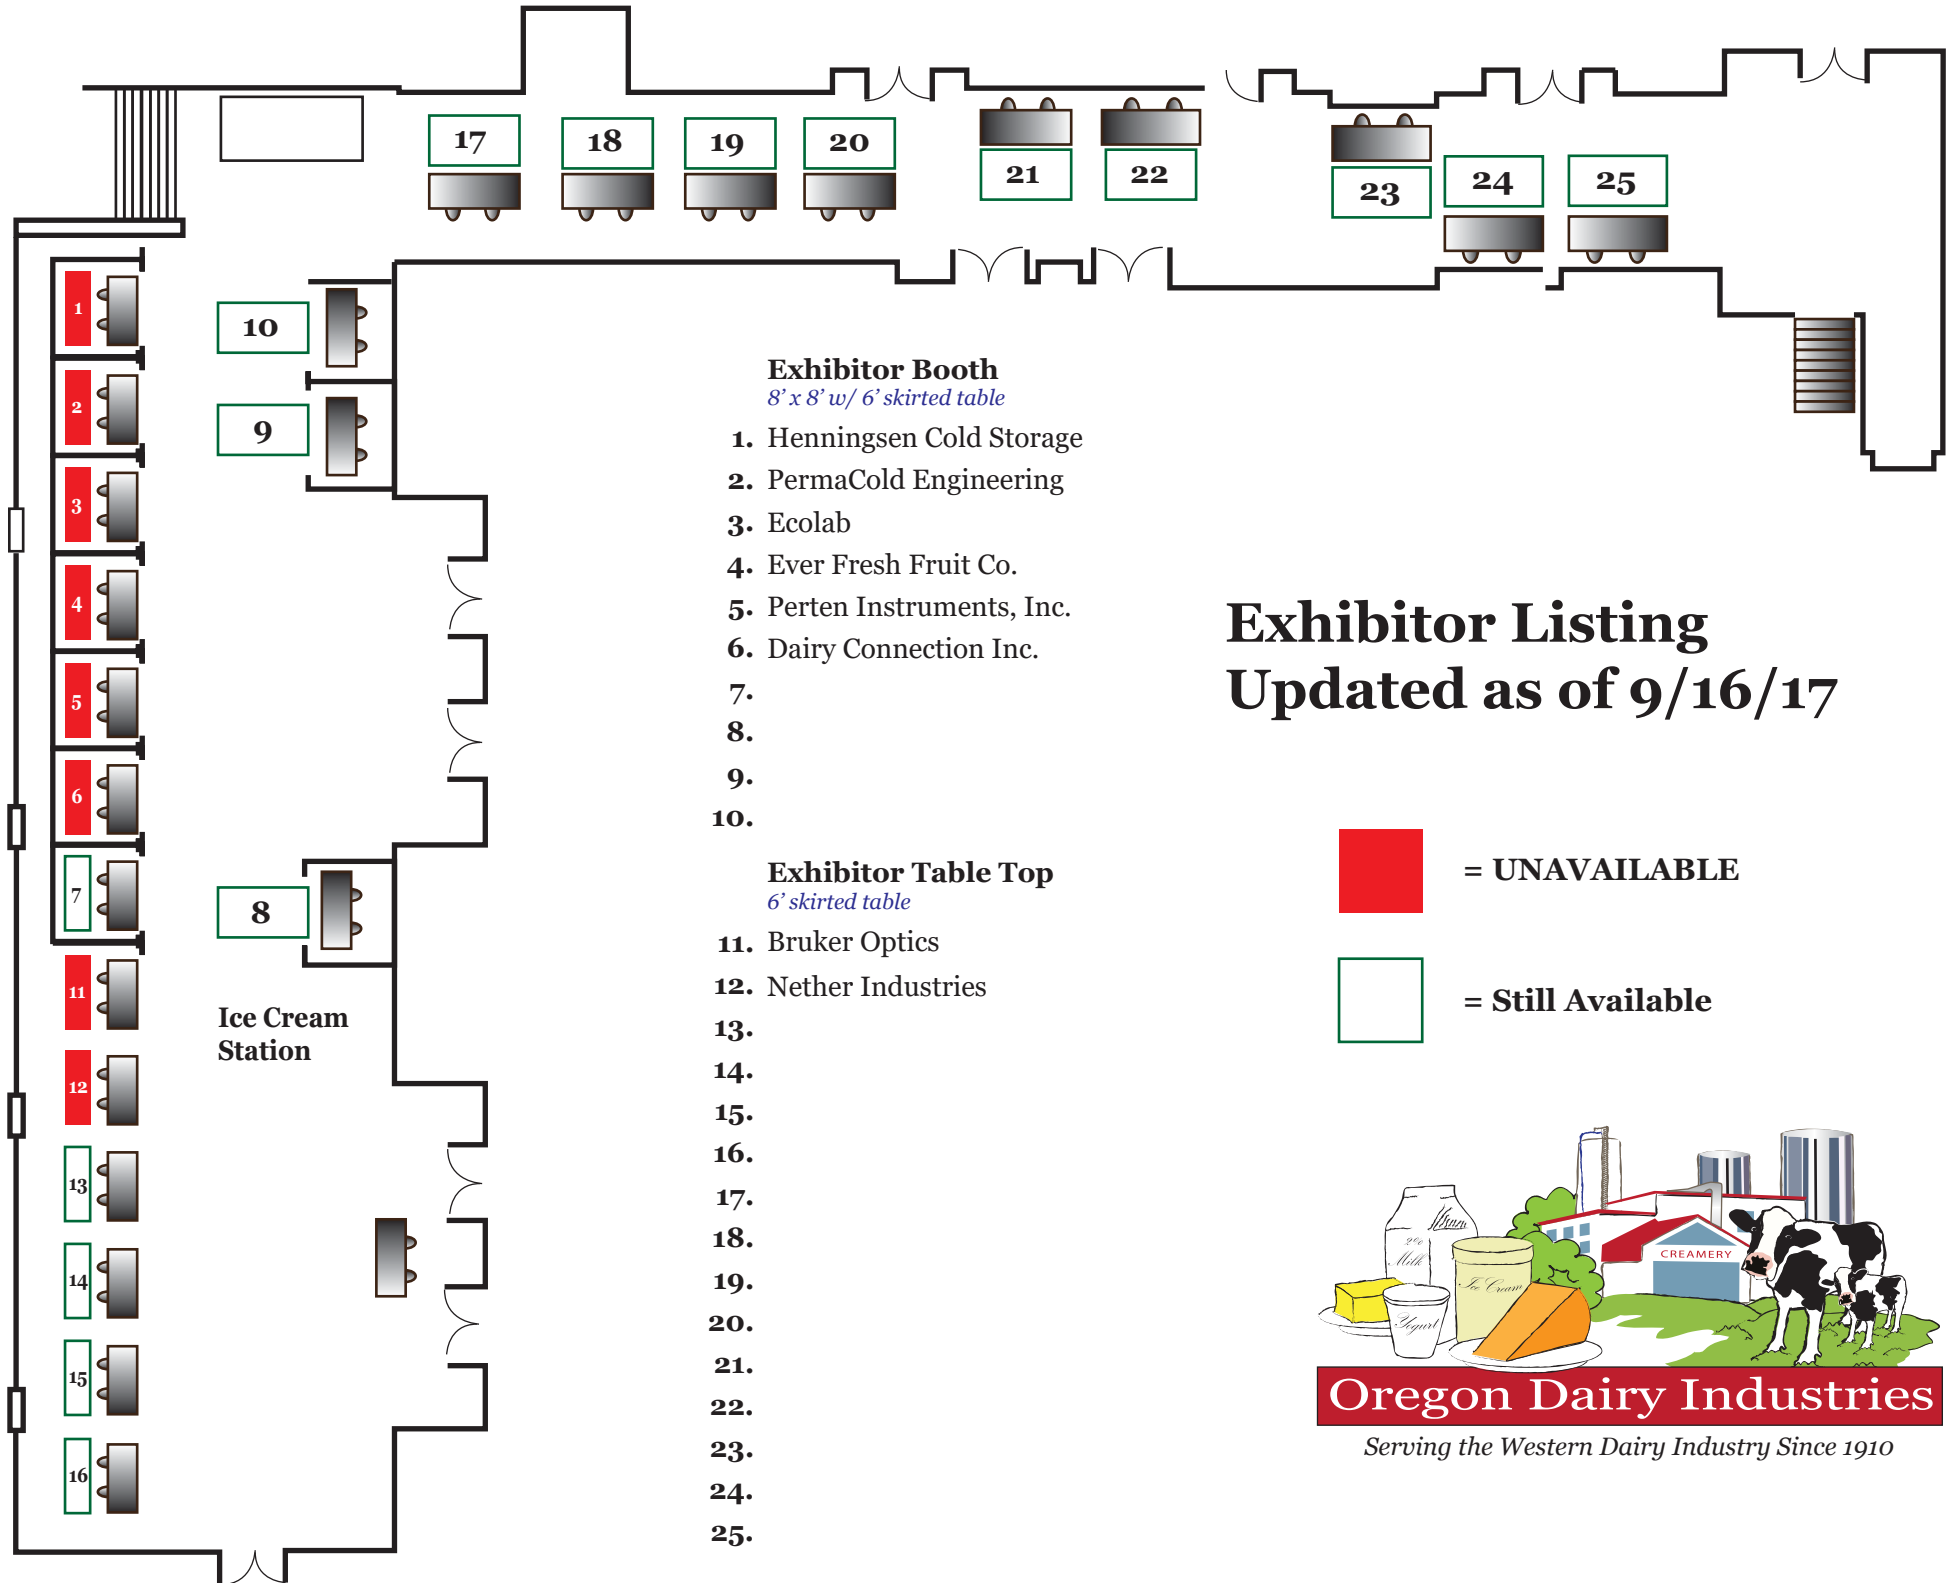 17
18
19
20
21
22
23
24
25
1
2
3
4
5
6
7
11
12
13
14
15
16
10
9
8
Ice Cream
Station
Exhibitor Booth
8’ x 8’ w/ 6’ skirted table
1. Henningsen Cold Storage
2. PermaCold Engineering
3. Ecolab
4. Ever Fresh Fruit Co.
5. Perten Instruments, Inc.
6. Dairy Connection Inc.
7.
8.
9.
10.
Exhibitor Table Top
6’ skirted table
11. Bruker Optics
12. Nether Industries
13.
14.
15.
16.
17.
18.
19.
20.
21.
22.
23.
24.
25.
Exhibitor Listing
Updated as of 9/16/17
= UNAVAILABLE
= Still Available
CREAMERY
2%
Milk
Ice Cream
Yogurt
Oregon Dairy Industries
Serving the Western Dairy Industry Since 1910